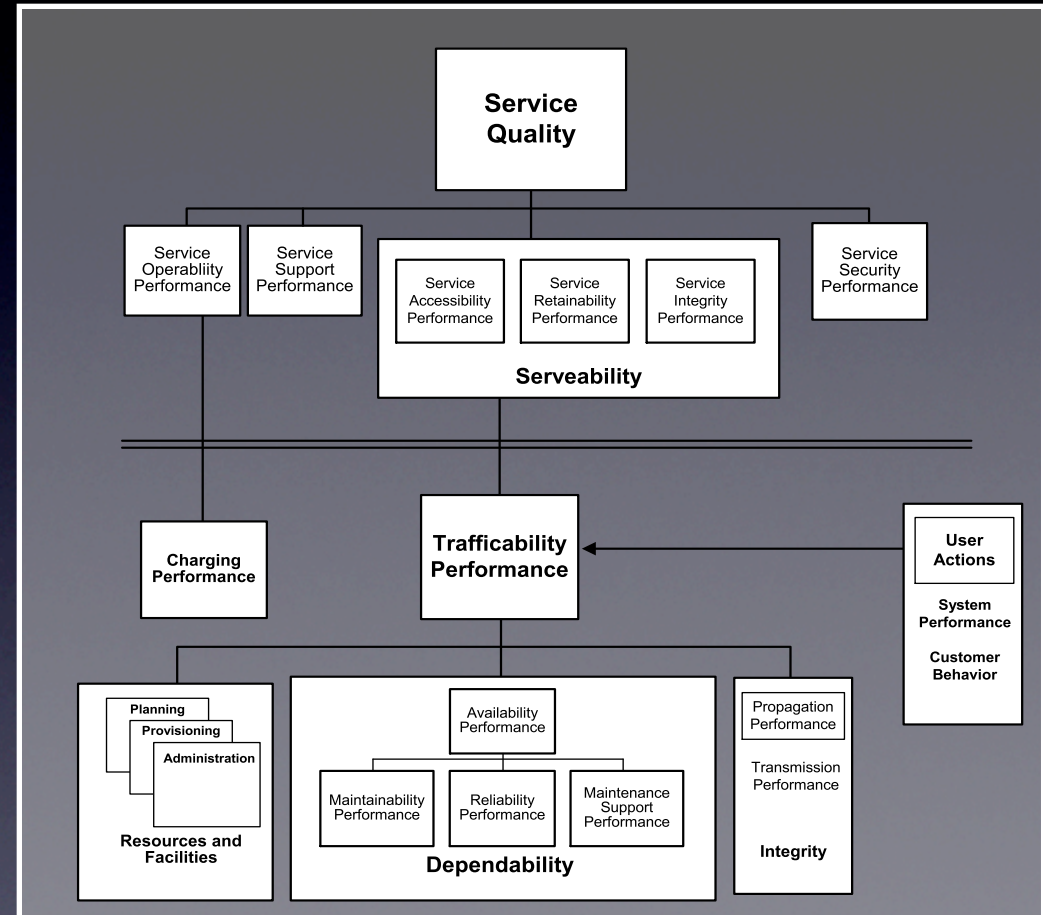 Service
Quality
Service
Operabliity
Performance
Service
Support
Performance
Service
Accessibility
Performance
Service
Retainability
Performance
Service
Integrity
Performance
Serveability
Service
Security
Performance
Charging
Performance
Trafficability
Performance
User
Actions
System
Performance
Customer
Behavior
Planning
Provisioning
Administration
Resources and
Facilities
Availability
Performance
Maintainability
Performance
Reliability
Performance
Maintenance
Support
Performance
Dependability
Propagation
Performance
Transmission
Performance
Integrity